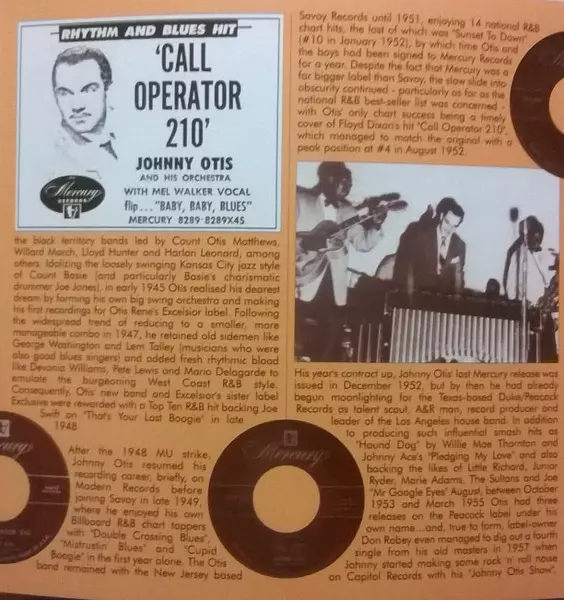 RHYTHM AND BLUES HIT
'CALL
OPERATOR
210'
JOHNNY OTIS
AND HIS ORCHESTRA
WITH MEL WALKER VOCAL
flip... "BABY, BABY, BLUES"
MERCURY 8289·8289X45
Mercury
RECORDS
the black territory bands led by Count Otis Matthews,
Willard March, Lloyd Hunter and Harlan Leonard, among
others. Idolizing the loosely swinging Kansas City jazz style
of Count Basie (and particularly Basie's charismatic
drummer Joe Jones), in early 1945 Otis realised his dearest
dream by forming his own big swing orchestra and making
his first recordings for Otis Rene's Excelsior label. Following
the widespread trend of reducing to a smaller, more
manageable combo in 1947, he retained old sidemen like
George Washington and Lem Talley (musicians who were
also good blues singers) and added fresh rhythmic blood
like Devonia Williams, Pete Lewis and Mario Delagarde to
emulate the burgeoning West Coast R&B style.
Consequently, Otis' new band and Excelsior's sister label
Exclusive were rewarded with a Top Ten R&B hit backing Joe
Swift on "That's Your Last Boogie" in late
1948
After the 1948 MU strike,
Johnny Otis resumed his
recording career, briefly, on
Modern Records before
joining Savoy in late 1949,
where he enjoyed his own
Billboard R&B chart toppers
with "Double Crossing Blues",
"Mistrustin' Blues" and "Cupid
Boogie" in the first year alone. The Otis
band remained with the New Jersey based
Savoy Records until 1951, enjoying 14 national R&B
chart hits, the last of which was "Sunset To Dawn"
(#10 in January 1952), by which time Otis and
the boys had been signed to Mercury Records
for a year. Despite the fact that Mercury was a
far bigger label than Savoy, the slow slide into
obscurity continued - particularly as far as the
national R&B best-seller list was concerned -
with Otis' only chart success being a timely
cover of Floyd Dixon's hit "Call Operator 210",
which managed to match the original with a
peak position at #4 in August 1952.
His year's contract up, Johnny Otis' last Mercury release was
issued in December 1952, but by then he had already
begun moonlighting for the Texas-based Duke/Peacock
Records as talent scout, A&R man, record producer and
leader of the Los Angeles house band. In addition
to producing such influential smash hits as
"Hound Dog" by Willie Mae Thornton and
Johnny Ace's "Pledging My Love" and also
backing the likes of Little Richard, Junior
Ryder, Marie Adams, The Sultans and Joe
"Mr Google Eyes" August, between October
1953 and March 1955 Otis had three
releases on the Peacock label under his
own name...and, true to form, label-owner
Don Robey even managed to dig out a fourth
single from his old masters in 1957 when
Johnny started making some rock 'n' roll noise
on Capitol Records with his "Johnny Otis Show".
Mercury